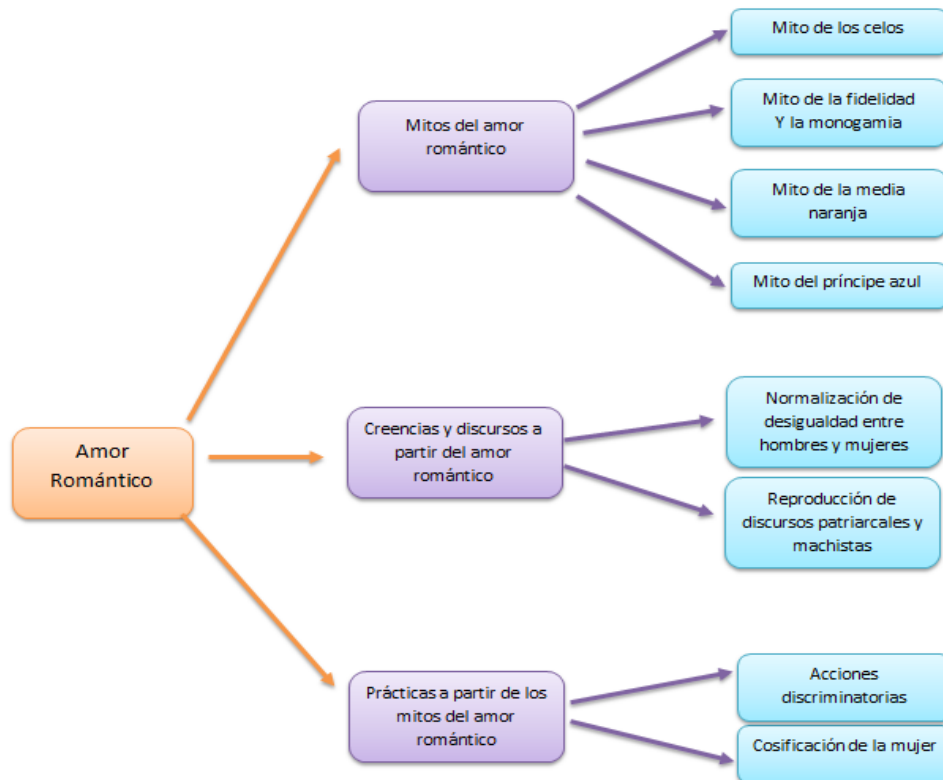 Amor
Romántico
Mitos del amor
romántico
Mito de los celos
Mito de la fidelidad
Y la monogamia
Mito de la media
naranja
Mito del príncipe azul
Creencias y discursos a
partir del amor
romántico
Normalización de
desigualdad entre
hombres y mujeres
Reproducción de
discursos patriarcales y
machistas
Prácticas a partir de los
mitos del amor
romántico
Acciones
discriminatorias
Cosificación de la mujer